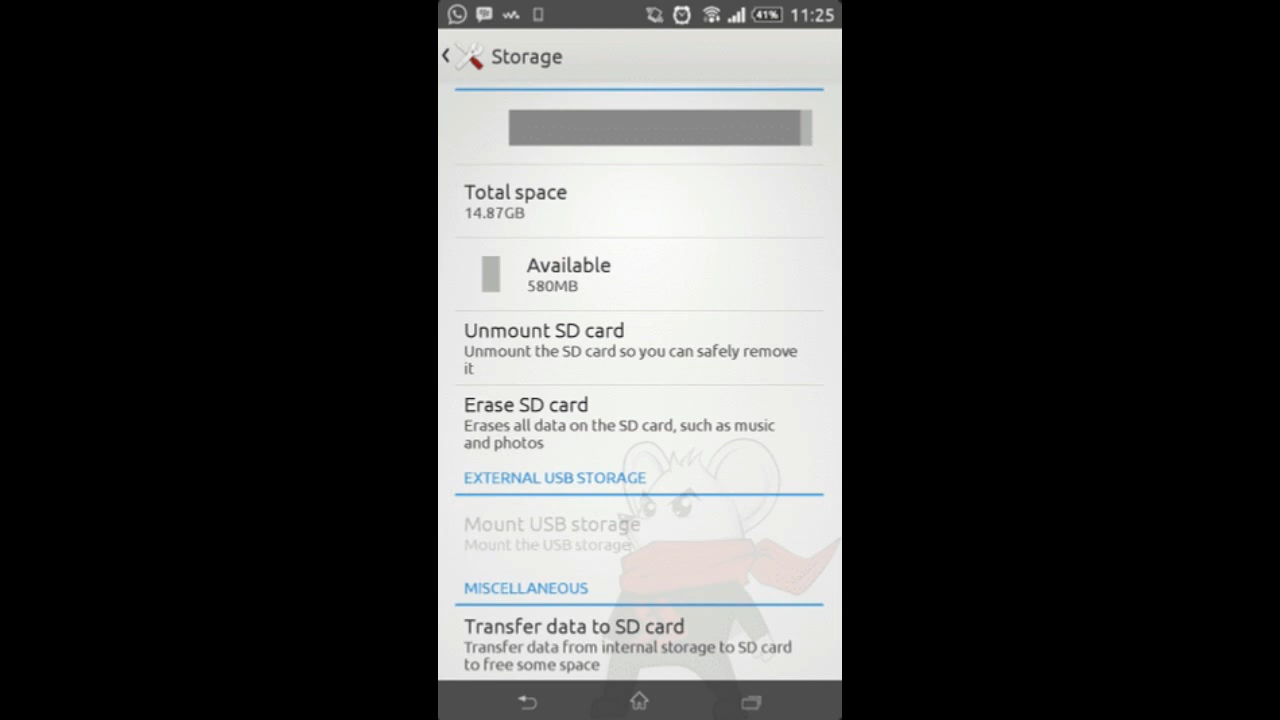 41% 11:25
Storage
Total space
14.87GB
Available
580MB
Unmount SD card
Unmount the SD card so you can safely remove
it
Erase SD card
Erases all data on the SD card, such as music
and photos
EXTERNAL USB STORAGE
Mount USB storage
Mount the USB storage
MISCELLANEOUS
Transfer data to SD card
Transfer data from internal storage to SD card
to free some space